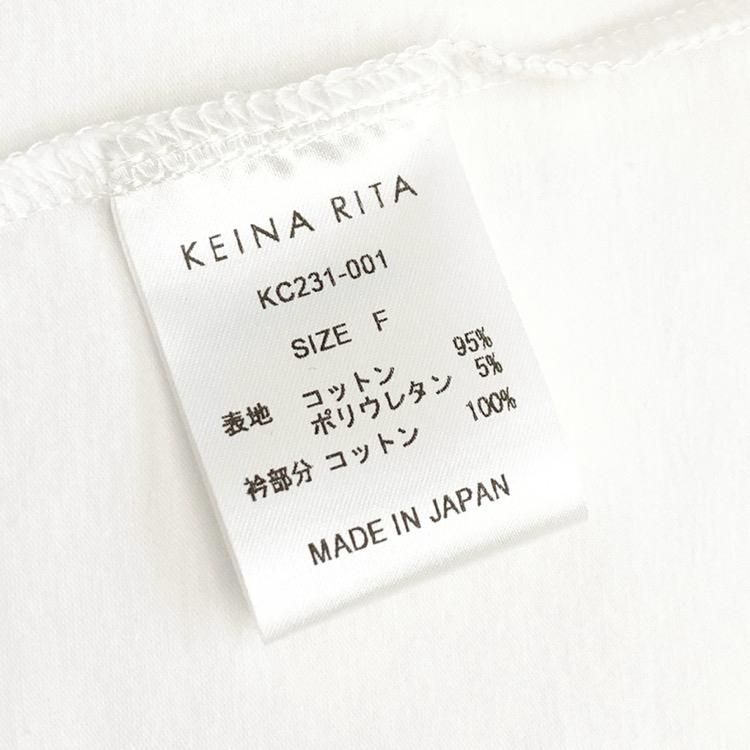 KEINA RITA
KC231-001
SIZE F
表地 コットン 95%
ポリウレタン 5%
衿部分 コットン 100%
MADE IN JAPAN